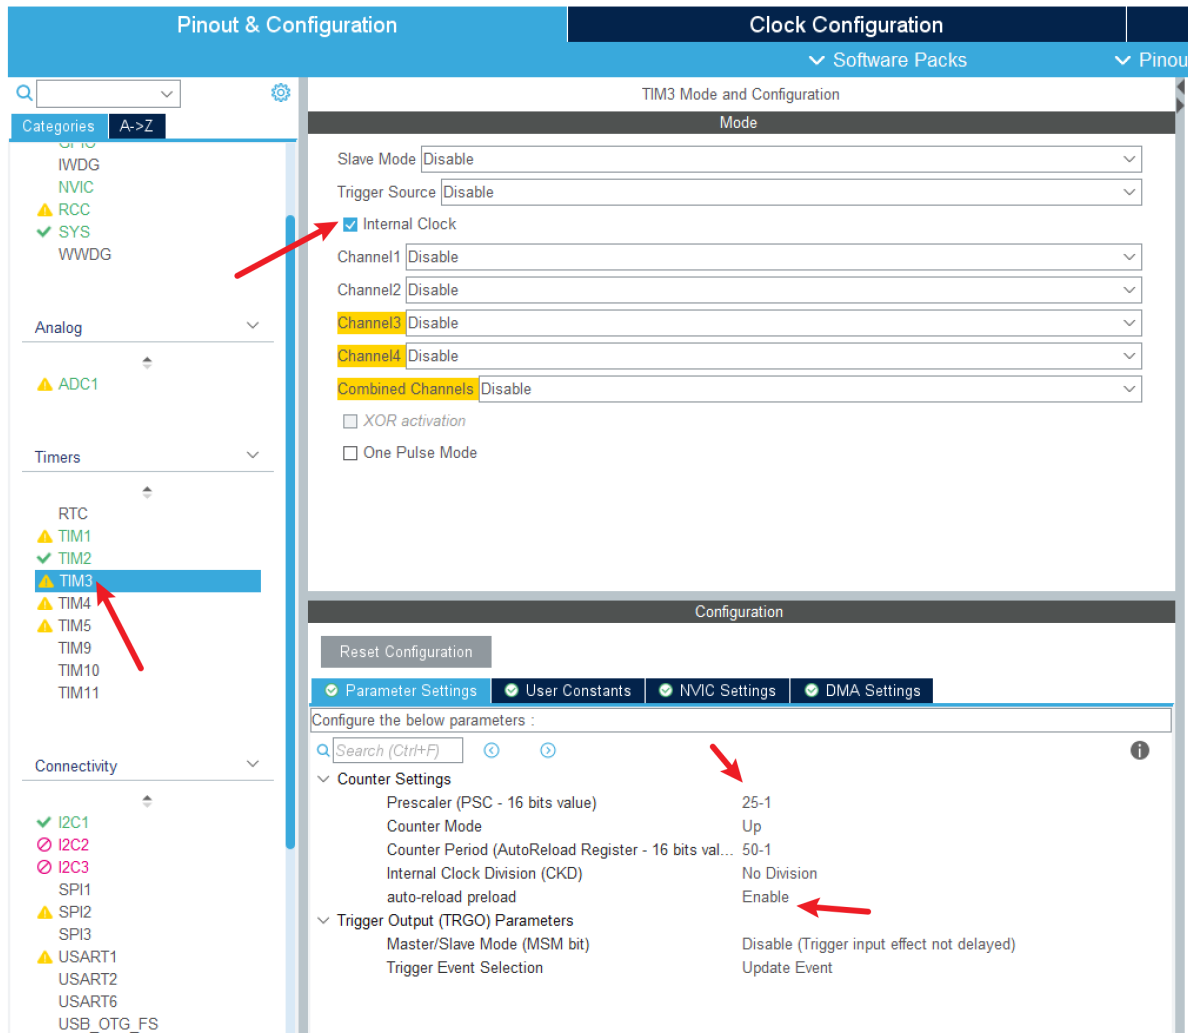 Pinout & Configuration
Clock Configuration
Software Packs
Pinou
Categories
A->Z
IWDG
NVIC
RCC
SYS
WWDG
Analog
ADC1
Timers
RTC
TIM1
TIM2
TIM3
TIM4
TIM5
TIM9
TIM10
TIM11
Connectivity
I2C1
I2C2
I2C3
SPI1
SPI2
SPI3
USART1
USART2
USART6
USB_OTG_FS
TIM3 Mode and Configuration
Mode
Slave Mode Disable
Trigger Source Disable
Internal Clock
Channel1 Disable
Channel2 Disable
Channel3 Disable
Channel4 Disable
Combined Channels Disable
XOR activation
One Pulse Mode
Configuration
Reset Configuration
Parameter Settings
User Constants
NVIC Settings
DMA Settings
Configure the below parameters :
Search (Ctrl+F)
Counter Settings
Prescaler (PSC - 16 bits value) 25-1
Counter Mode Up
Counter Period (AutoReload Register - 16 bits val... 50-1
Internal Clock Division (CKD) No Division
auto-reload preload Enable
Trigger Output (TRGO) Parameters
Master/Slave Mode (MSM bit) Disable (Trigger input effect not delayed)
Trigger Event Selection Update Event